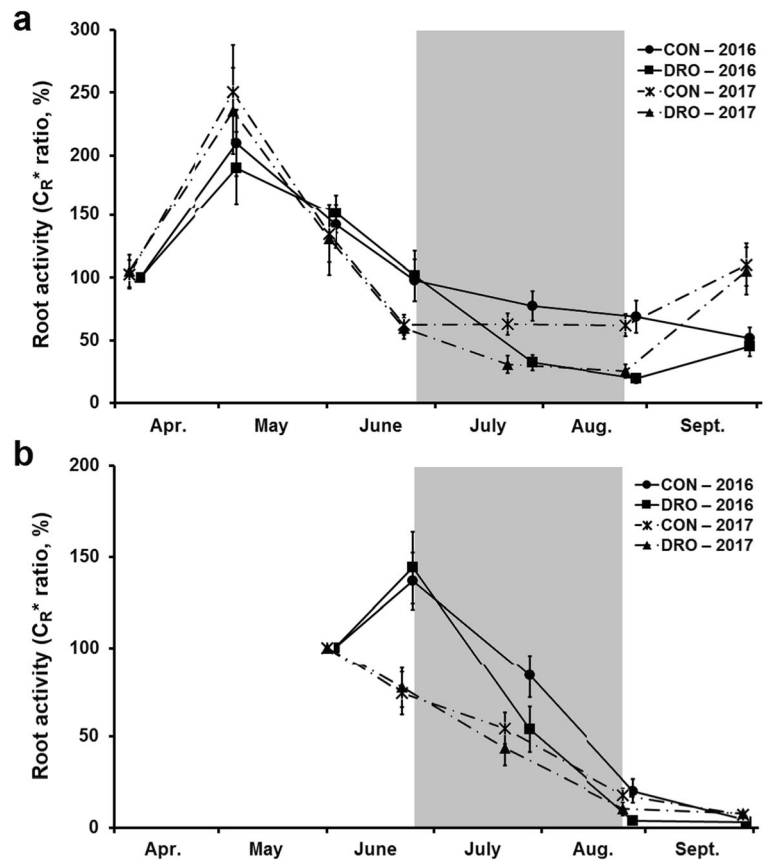 a
300
250
200
150
100
50
0
Root activity (CR* ratio, %)
CON – 2016
DRO – 2016
CON – 2017
DRO – 2017
Apr. May June July Aug. Sept.
b
200
150
100
50
0
Root activity (CR* ratio, %)
CON – 2016
DRO – 2016
CON – 2017
DRO – 2017
Apr. May June July Aug. Sept.